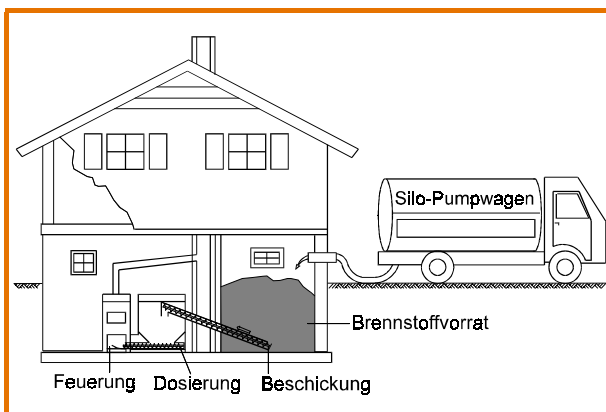 Silo-Pumpwagen
Brennstoffvorrat
Feuerung Dosierung Beschickung